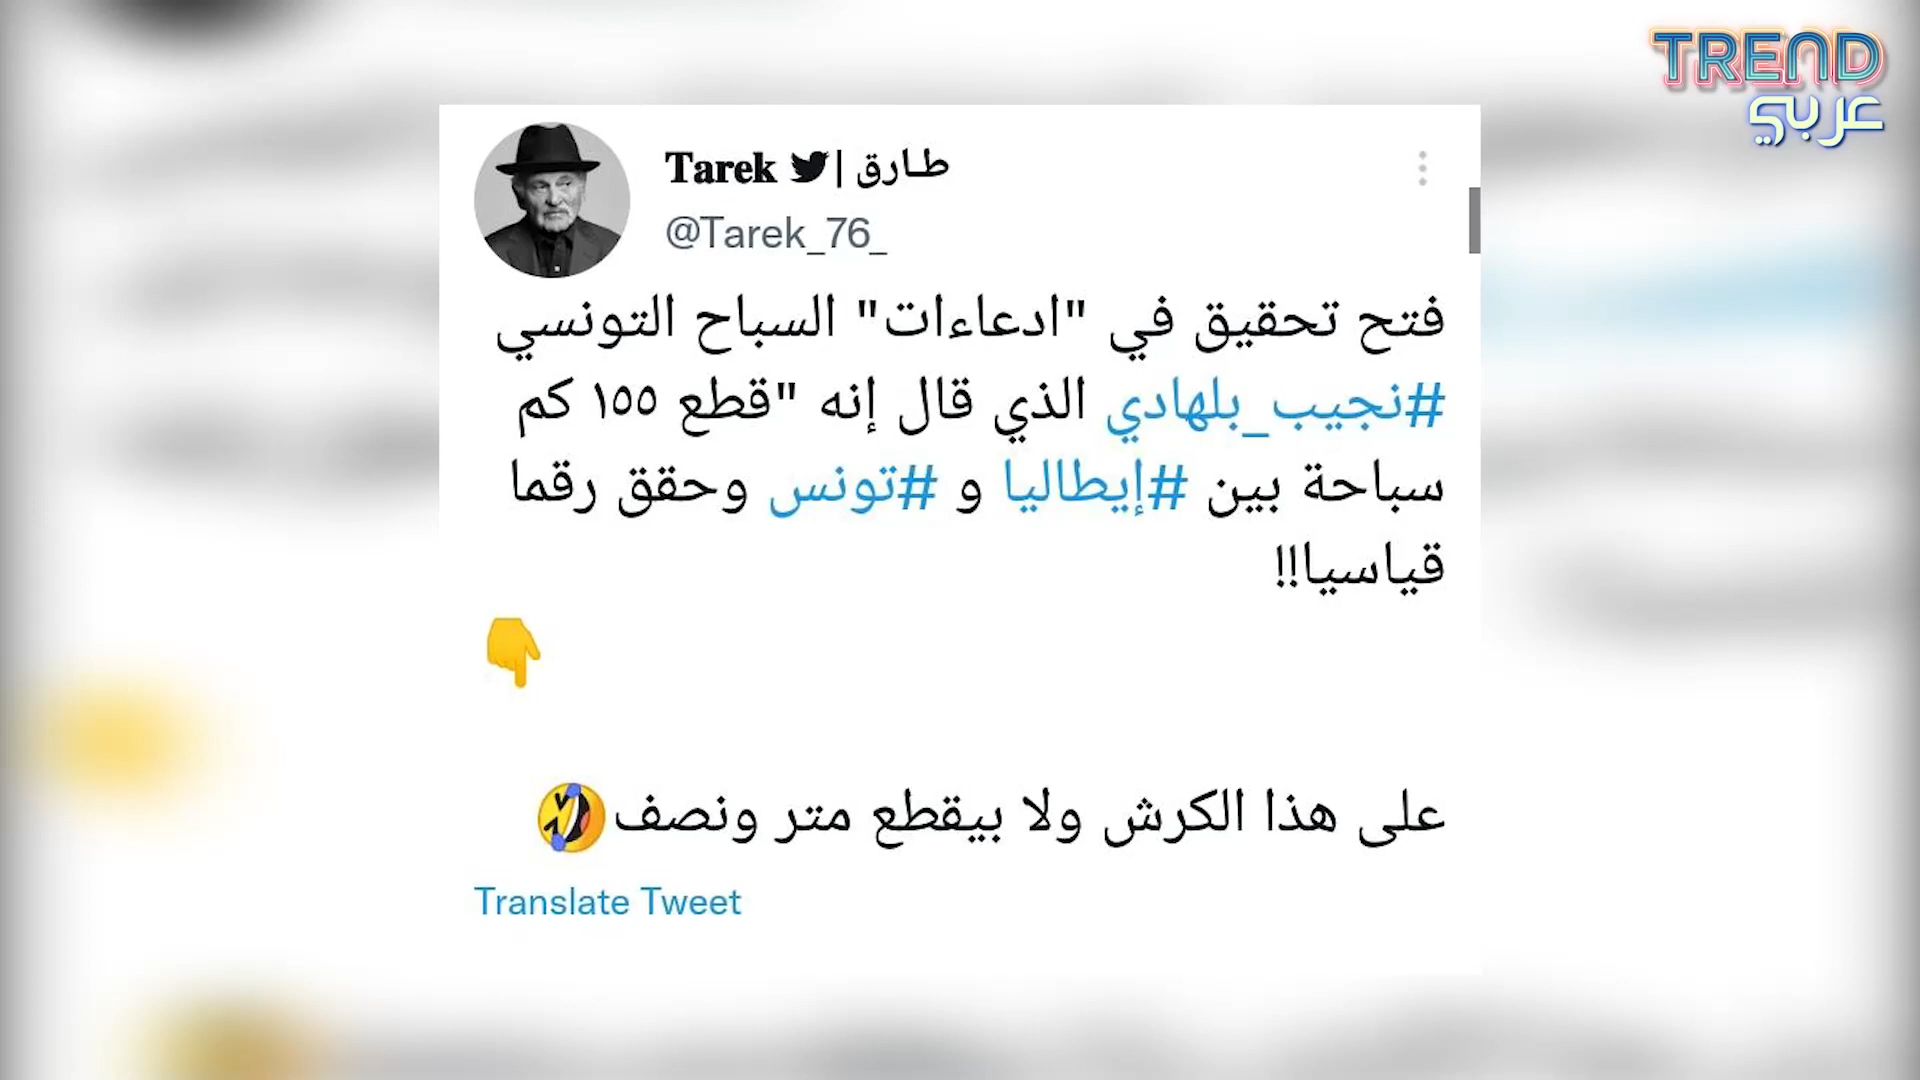 TREND
عربي
Tarek | طارق
@Tarek_76_
فتح تحقيق في "ادعاءات" السباح التونسي
#نجيب_بلهادي الذي قال إنه "قطع ١٥٥ كم
سباحة بين #إيطاليا و #تونس وحقق رقما
قياسيا!!
👇
على هذا الكرش ولا بيقطع متر ونصف🤣
Translate Tweet